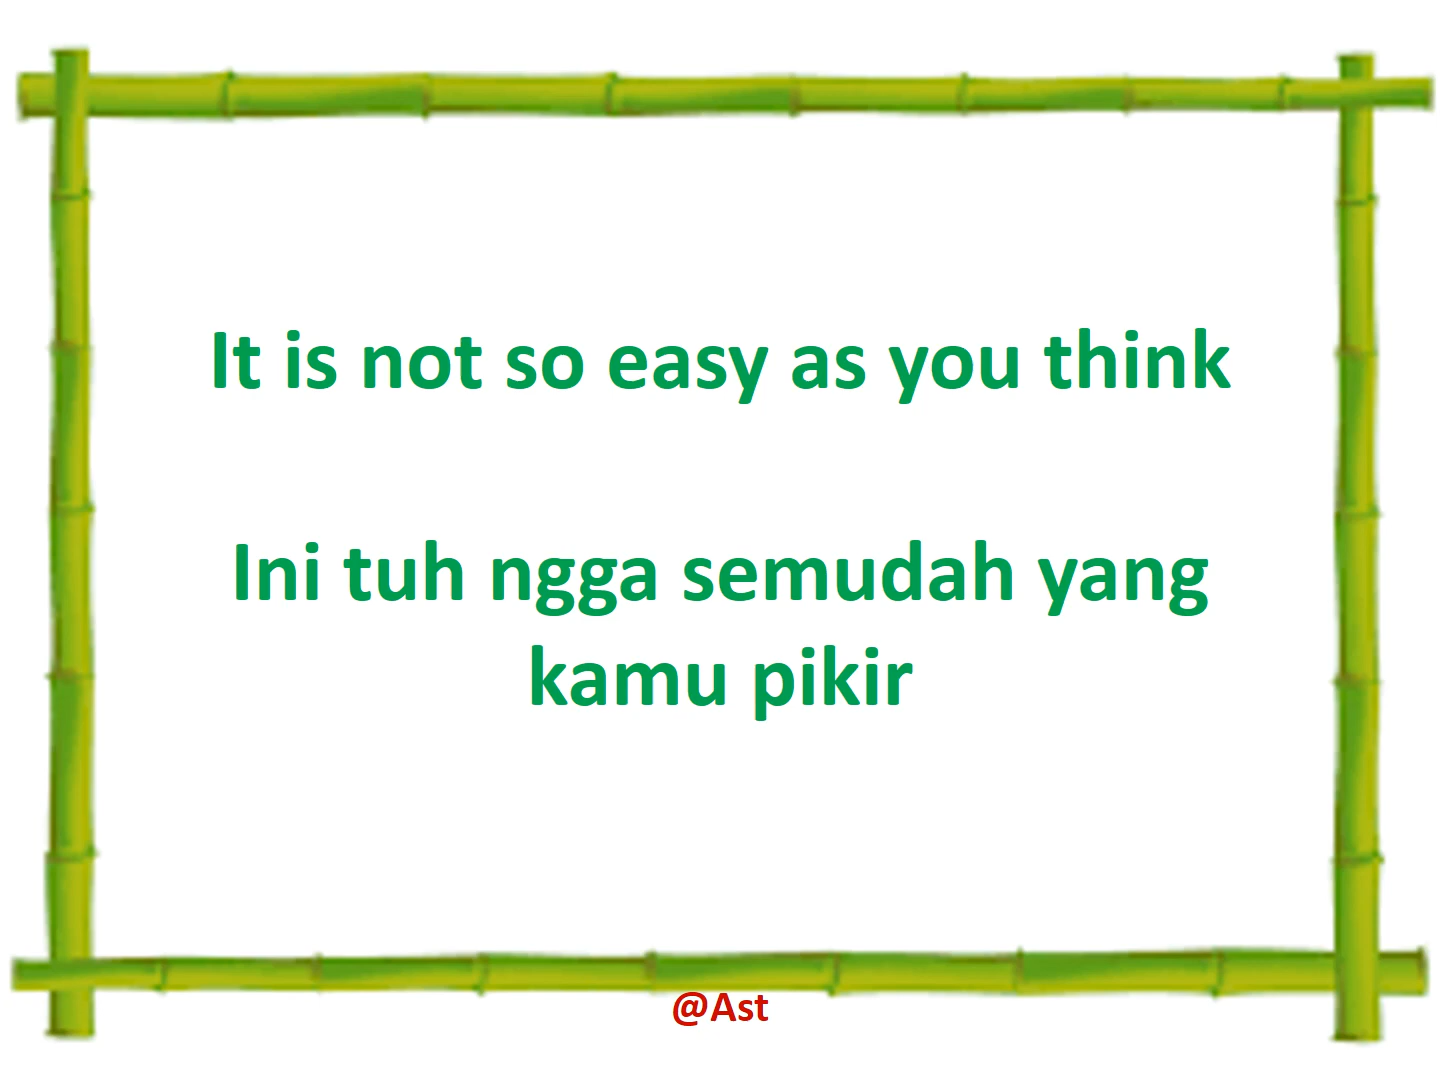 It is not so easy as you think
Ini tuh ngga semudah yang
kamu pikir
@Ast